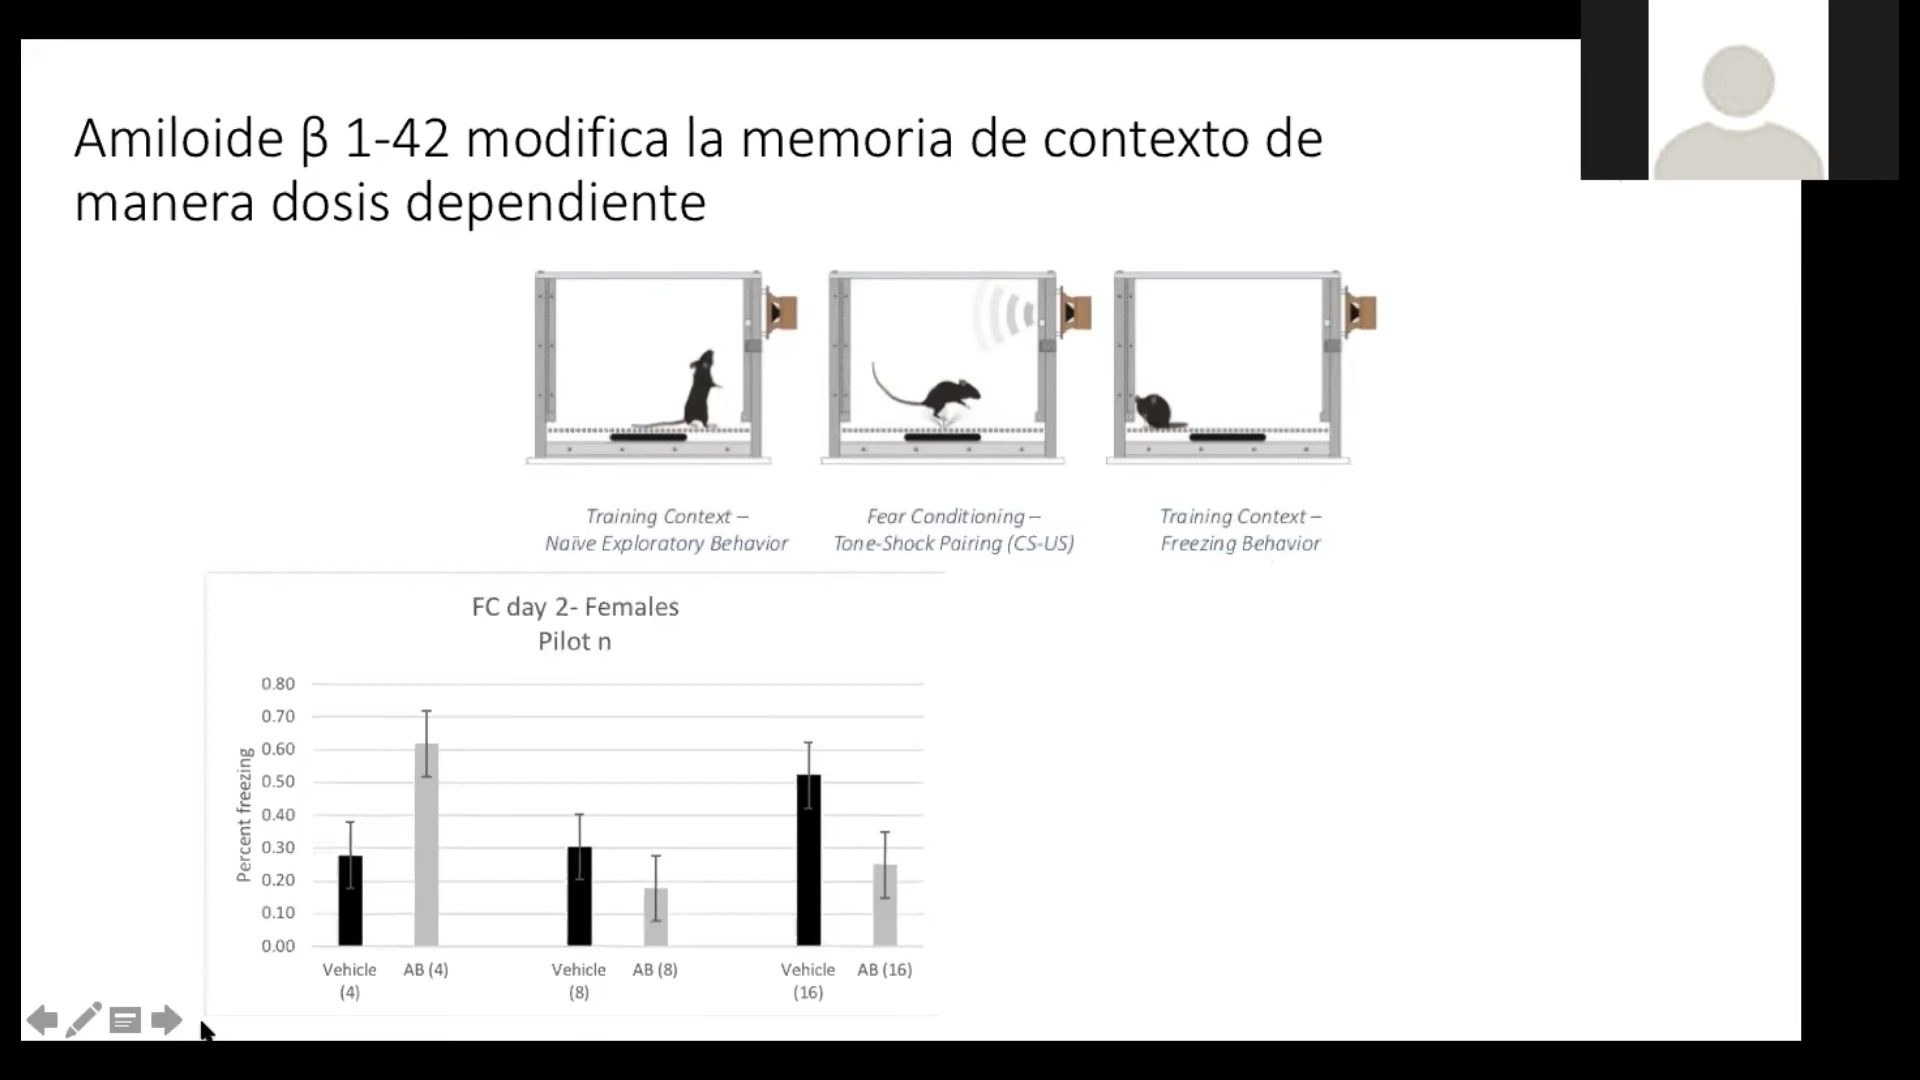 Amiloide β 1-42 modifica la memoria de contexto de
manera dosis dependiente
Training Context –
Naïve Exploratory Behavior
Fear Conditioning –
Tone-Shock Pairing (CS-US)
Training Context –
Freezing Behavior
FC day 2- Females
Pilot n
Percent freezing
0.80
0.70
0.60
0.50
0.40
0.30
0.20
0.10
0.00
Vehicle
(4)
AB (4)
Vehicle
(8)
AB (8)
Vehicle
(16)
AB (16)